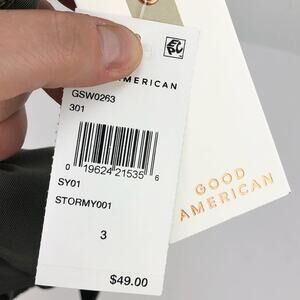 AMERICAN
GSW0263
301
0 19624 21535 6
SY01
STORMY001
3
$49.00
GOOD
AMERICAN